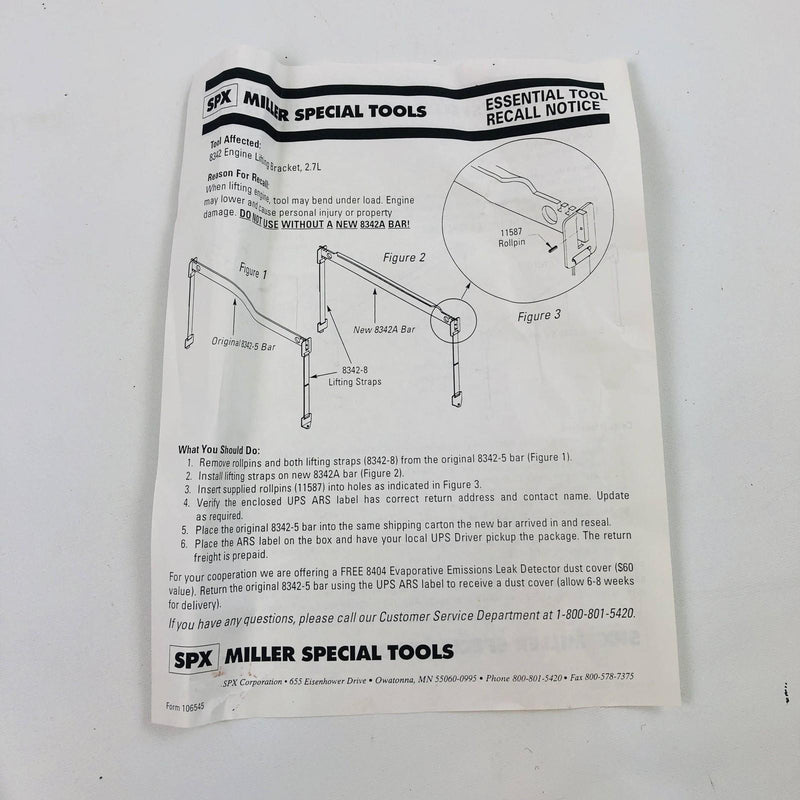 SPX MILLER SPECIAL TOOLS
ESSENTIAL TOOL
RECALL NOTICE
Tool Affected:
8342 Engine Lifting Bracket, 2.7L
Reason For Recall:
When lifting engine, tool may bend under load. Engine
may lower and cause personal injury or property
damage. DO NOT USE WITHOUT A NEW 8342A BAR!
11587
Rollpin
Figure 3
Figure 1
Original 8342-5 Bar
Figure 2
New 8342A Bar
8342-8
Lifting Straps
What You Should Do:
1. Remove rollpins and both lifting straps (8342-8) from the original 8342-5 bar (Figure 1).
2. Install lifting straps on new 8342A bar (Figure 2).
3. Insert supplied rollpins (11587) into holes as indicated in Figure 3.
4. Verify the enclosed UPS ARS label has correct return address and contact name. Update
as required.
5. Place the original 8342-5 bar into the same shipping carton the new bar arrived in and reseal.
6. Place the ARS label on the box and have your local UPS Driver pickup the package. The return
freight is prepaid.
For your cooperation we are offering a FREE 8404 Evaporative Emissions Leak Detector dust cover ($60
value). Return the original 8342-5 bar using the UPS ARS label to receive a dust cover (allow 6-8 weeks
for delivery).
If you have any questions, please call our Customer Service Department at 1-800-801-5420.
SPX MILLER SPECIAL TOOLS
SPX Corporation • 655 Eisenhower Drive • Owatonna, MN 55060-0995 • Phone 800-801-5420 • Fax 800-578-7375
Form 106545